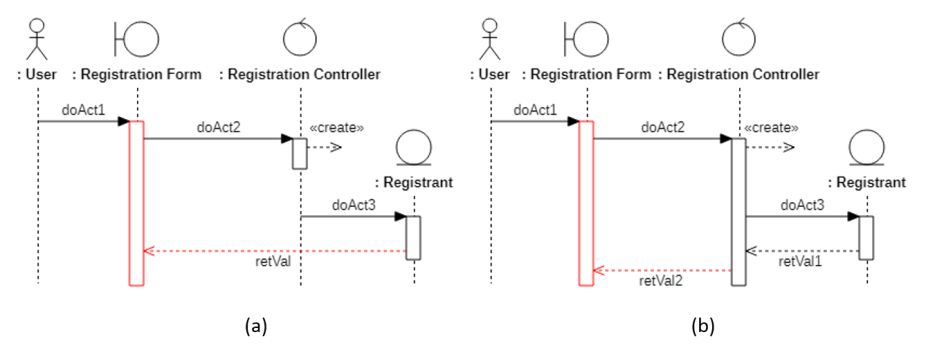 : User : Registration Form : Registration Controller
doAct1
doAct2
«create»
: Registrant
doAct3
retVal
(a)
: User : Registration Form : Registration Controller
doAct1
doAct2
«create»
: Registrant
doAct3
retVal1
retVal2
(b)